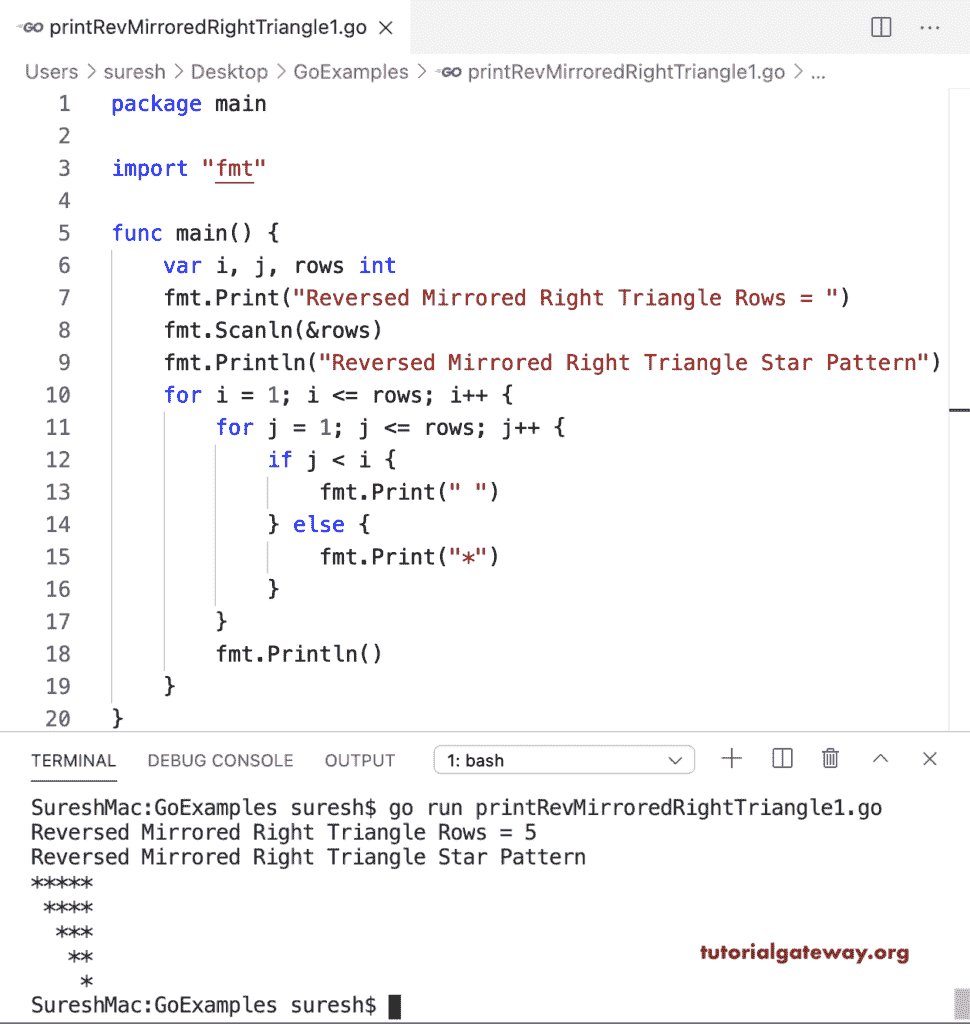 GO printRevMirroredRightTriangle1.go
Users > suresh > Desktop > GoExamples > GO printRevMirroredRightTriangle1.go > ...
1 package main
2
3 import "fmt"
4
5 func main() {
6     var i, j, rows int
7     fmt.Print("Reversed Mirrored Right Triangle Rows = ")
8     fmt.Scanln(&rows)
9     fmt.Println("Reversed Mirrored Right Triangle Star Pattern")
10     for i = 1; i <= rows; i++ {
11         for j = 1; j <= rows; j++ {
12             if j < i {
13                 fmt.Print(" ")
14             } else {
15                 fmt.Print("*")
16             }
17         }
18         fmt.Println()
19     }
20 }
TERMINAL DEBUG CONSOLE OUTPUT 1: bash
SureshMac:GoExamples suresh$ go run printRevMirroredRightTriangle1.go
Reversed Mirrored Right Triangle Rows = 5
Reversed Mirrored Right Triangle Star Pattern
*****
 ****
  ***
   **
    *
tutorialgateway.org
SureshMac:GoExamples suresh$